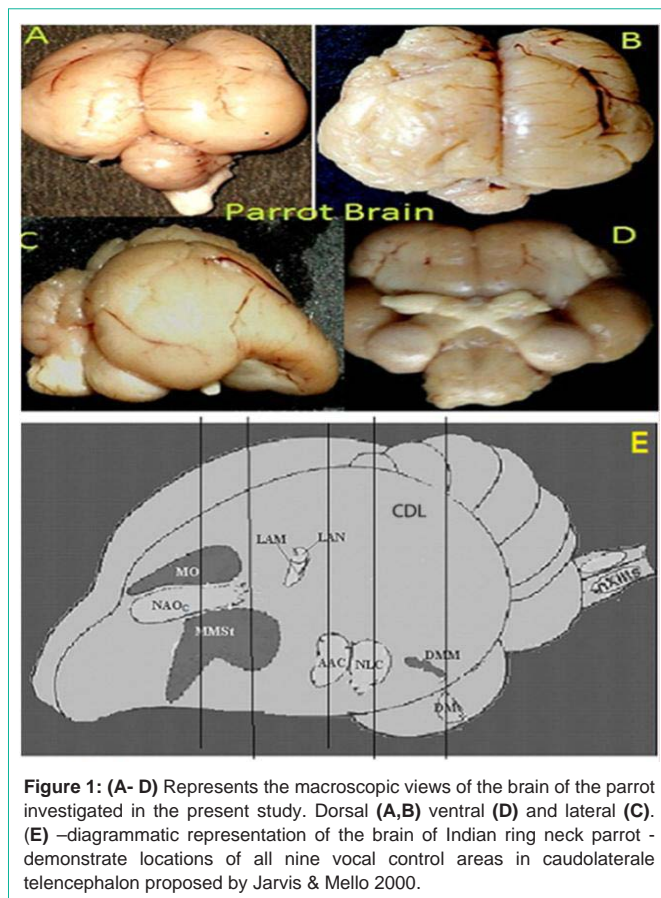 A
B
Parrot Brain
C
D
E
CDL
LAM
LAN
MO
NAOc
MMSt
AAC
NLC
DMM
DM
nXIIts
Figure 1: (A- D) Represents the macroscopic views of the brain of the parrot
investigated in the present study. Dorsal (A,B) ventral (D) and lateral (C).
(E) –diagrammatic representation of the brain of Indian ring neck parrot -
demonstrate locations of all nine vocal control areas in caudolaterale
telencephalon proposed by Jarvis & Mello 2000.